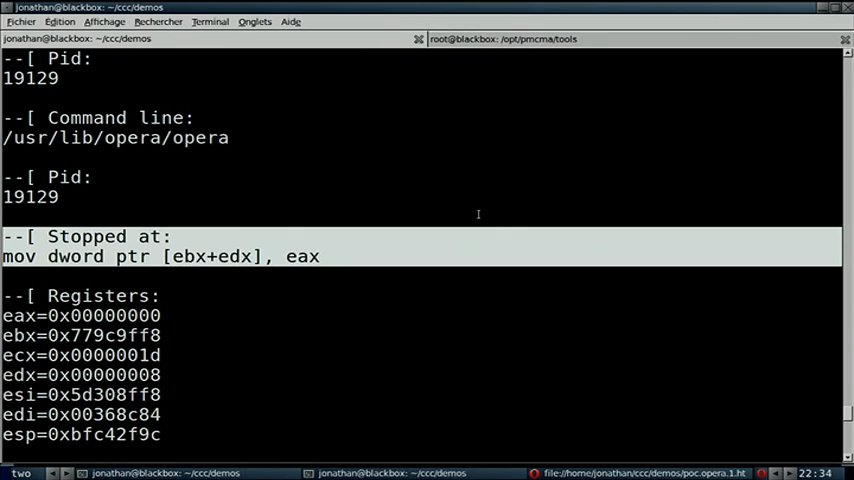 jonathan@blackbox: ~/ccc/demos
Fichier Édition Affichage Rechercher Terminal Onglets Aide
jonathan@blackbox: ~/ccc/demos root@blackbox: /opt/pmcma/tools
--[ Pid:
19129
--[ Command line:
/usr/lib/opera/opera
--[ Pid:
19129
--[ Stopped at:
mov dword ptr [ebx+edx], eax
--[ Registers:
eax=0x00000000
ebx=0x779c9ff8
ecx=0x0000001d
edx=0x00000008
esi=0x5d308ff8
edi=0x00368c84
esp=0xbfc42f9c
two jonathan@blackbox: ~/ccc/demos jonathan@blackbox: ~/ccc/demos file:///home/jonathan/ccc/demos/poc.opera.1.ht 22:34